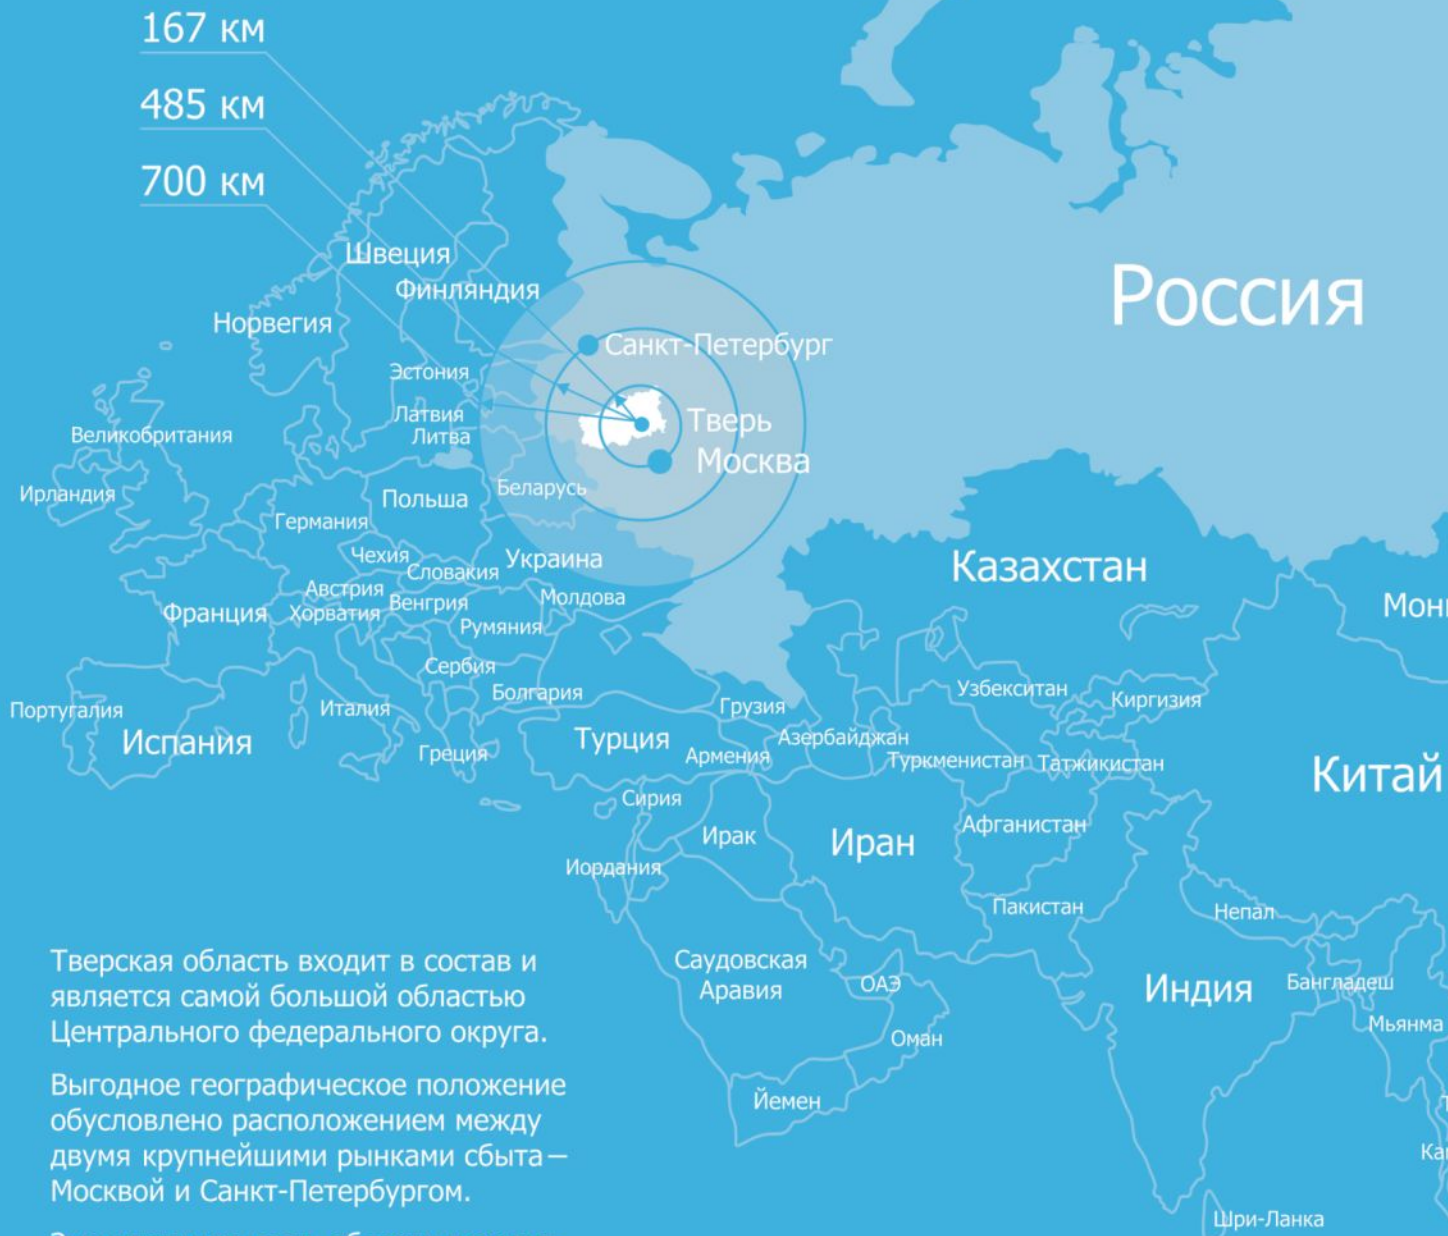 167 км
485 км
700 км
Швеция
Финляндия
Норвегия
Россия
Санкт-Петербург
Эстония
Латвия
Литва
Тверь
Москва
Великобритания
Ирландия
Польша
Беларусь
Германия
Чехия
Словакия
Украина
Казахстан
Австрия
Венгрия
Молдова
Франция
Хорватия
Румыния
Сербия
Болгария
Португалия
Испания
Италия
Греция
Турция
Грузия
Армения
Азербайджан
Узбекситан
Киргизия
Туркменистан
Татжикистан
Китай
Сирия
Ирак
Иран
Афганистан
Иордания
Пакистан
Непал
Саудовская
Аравия
ОАЭ
Оман
Йемен
Индия
Бангладеш
Мьянма
Шри-Ланка
Тверская область входит в состав и
является самой большой областью
Центрального федерального округа.
Выгодное географическое положение
обусловлено расположением между
двумя крупнейшими рынками сбыта —
Москвой и Санкт-Петербургом.